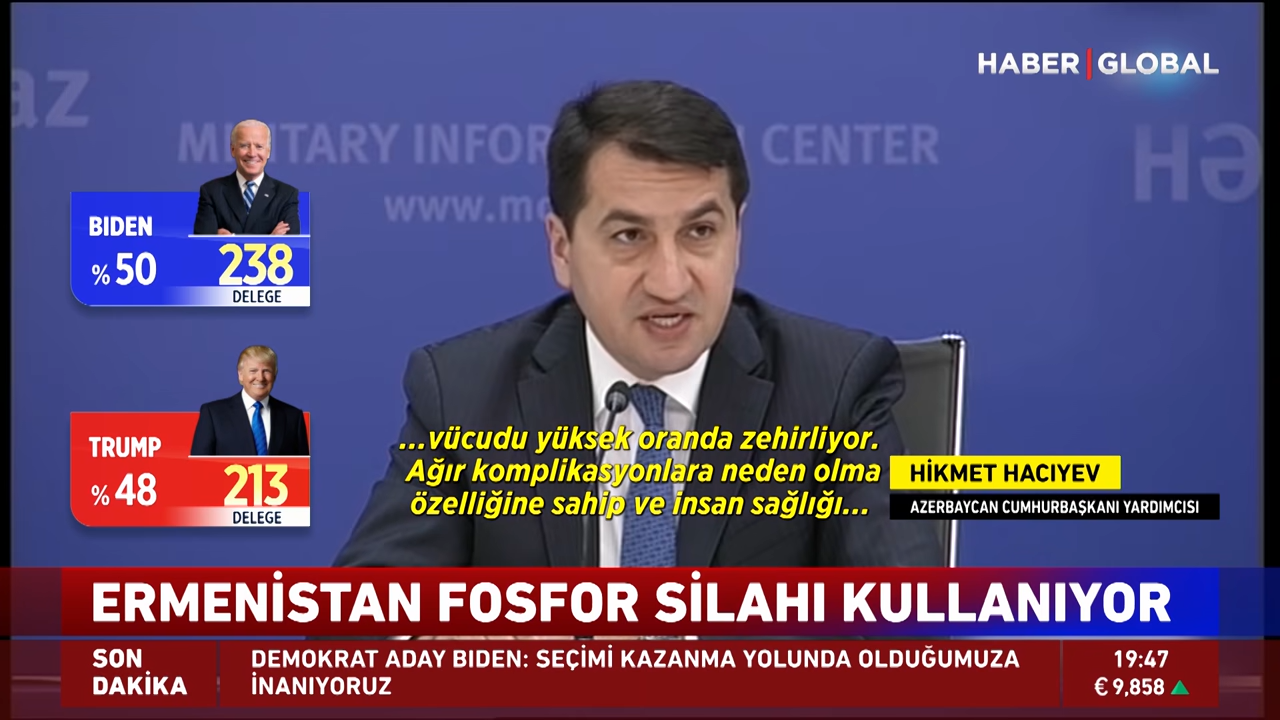 HABER | GLOBAL
az
MILITARY INFOR CENTER
www.m
HƏ
BIDEN
% 50
238
DELEGE
TRUMP
% 48
213
DELEGE
...vücudu yüksek oranda zehirliyor.
Ağır komplikasyonlara neden olma
özelliğine sahip ve insan sağlığı...
HİKMET HACIYEV
AZERBAYCAN CUMHURBAŞKANI YARDIMCISI
ERMENİSTAN FOSFOR SİLAHI KULLANIYOR
SON
DAKİKA
DEMOKRAT ADAY BIDEN: SEÇİMİ KAZANMA YOLUNDA OLDUĞUMUZA
İNANIYORUZ
19:47
€ 9,858